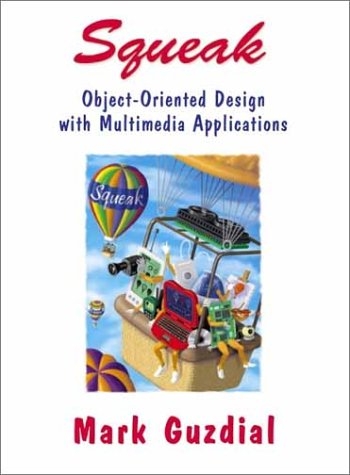 Squeak
Object-Oriented Design
with Multimedia Applications
Squeak
Mark Guzdial